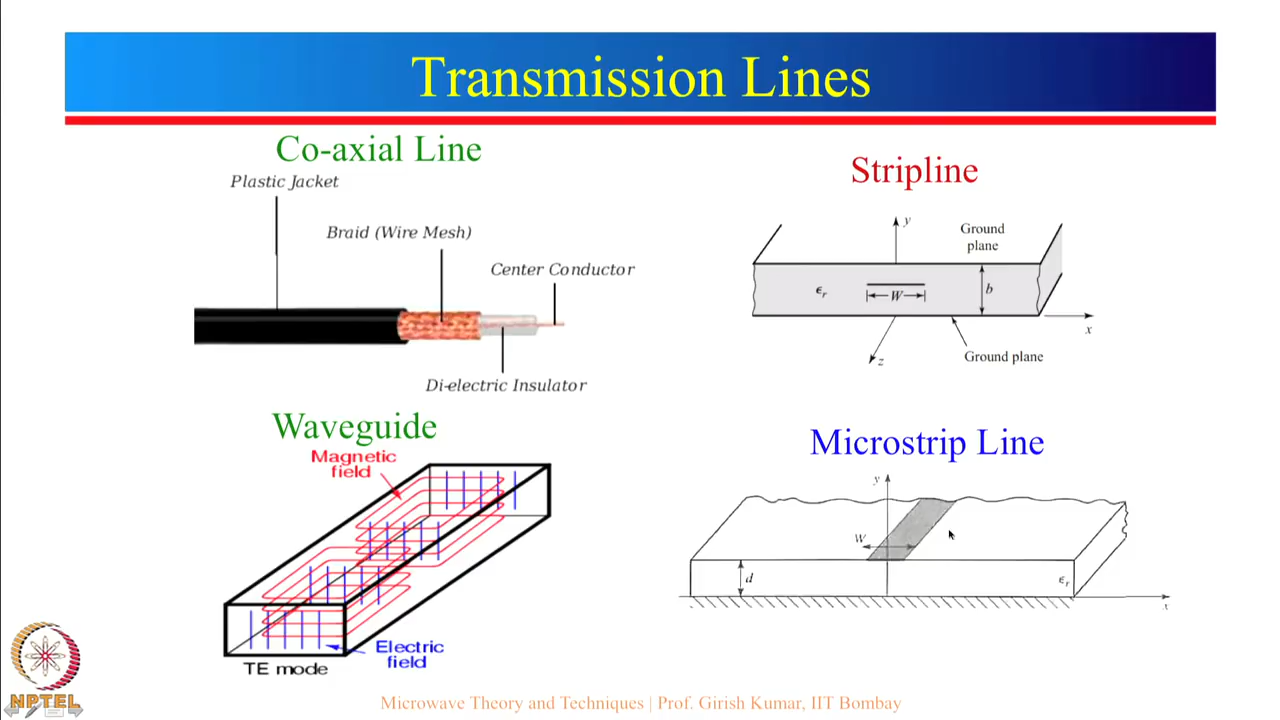 Transmission Lines
Co-axial Line
Plastic Jacket
Braid (Wire Mesh)
Center Conductor
Di-electric Insulator
Stripline
y
Ground
plane
ϵr
W
b
x
z
Ground plane
Waveguide
Magnetic
field
Electric
field
TE mode
Microstrip Line
y
W
d
ϵr
x
NPTEL
Microwave Theory and Techniques | Prof. Girish Kumar, IIT Bombay